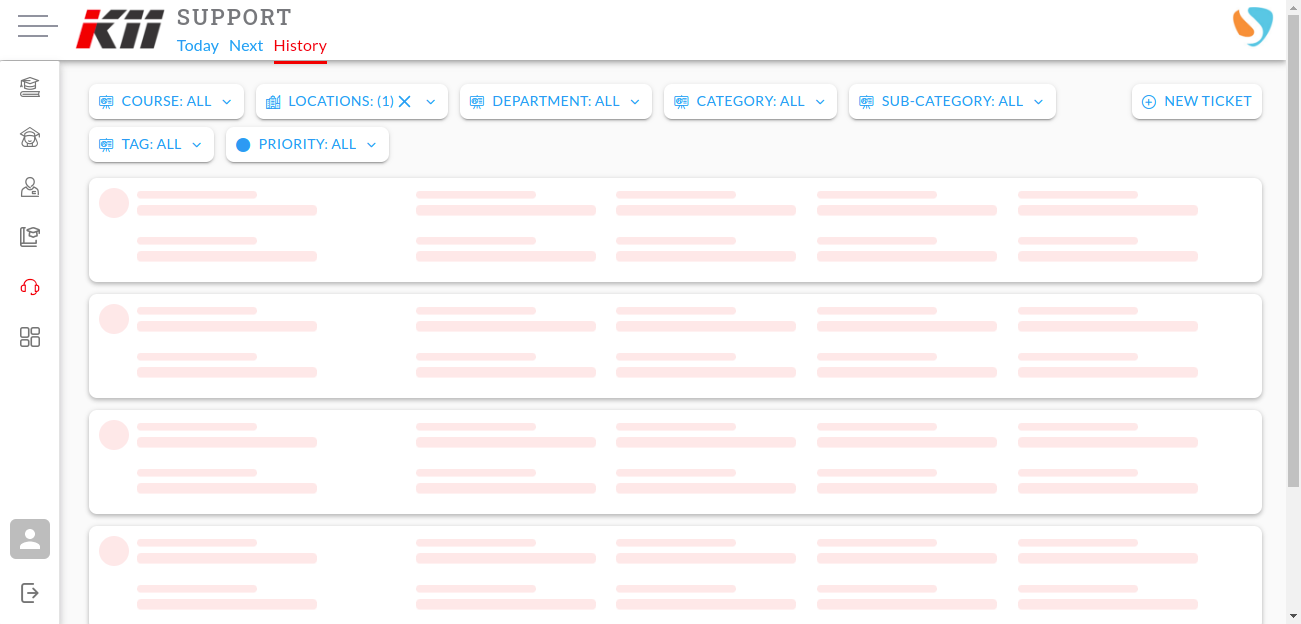 KII
SUPPORT
Today Next History
COURSE: ALL LOCATIONS: (1) DEPARTMENT: ALL CATEGORY: ALL SUB-CATEGORY: ALL NEW TICKET
TAG: ALL PRIORITY: ALL